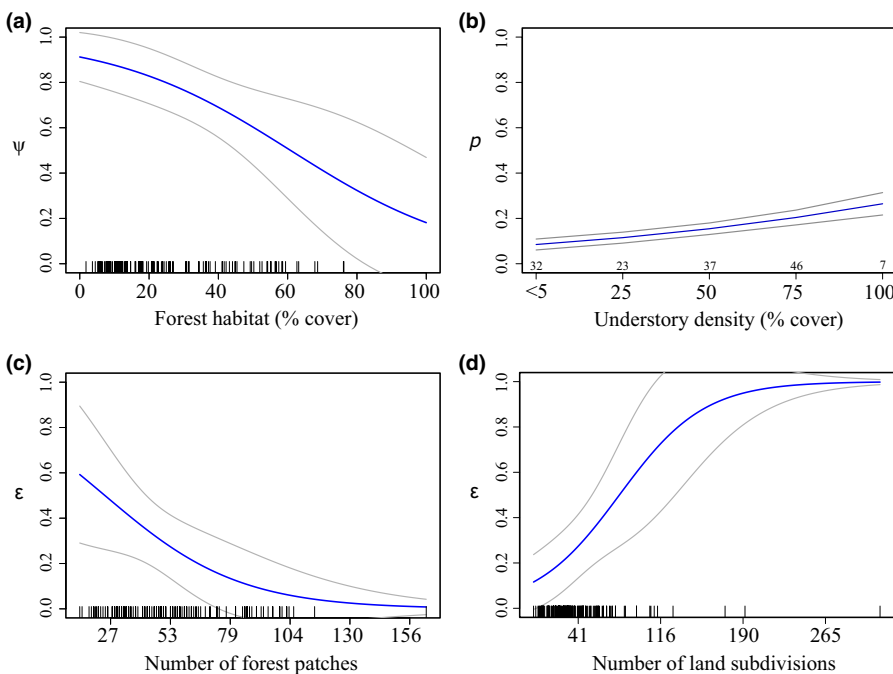 (a)
1.0
0.8
0.6
0.4
0.2
0.0
ψ
0 20 40 60 80 100
Forest habitat (% cover)
(b)
1.0
0.8
0.6
0.4
0.2
0.0
p
32 23 37 46 7
<5 25 50 75 100
Understory density (% cover)
(c)
1.0
0.8
0.6
0.4
0.2
0.0
ε
27 53 79 104 130 156
Number of forest patches
(d)
1.0
0.8
0.6
0.4
0.2
0.0
ε
41 116 190 265
Number of land subdivisions